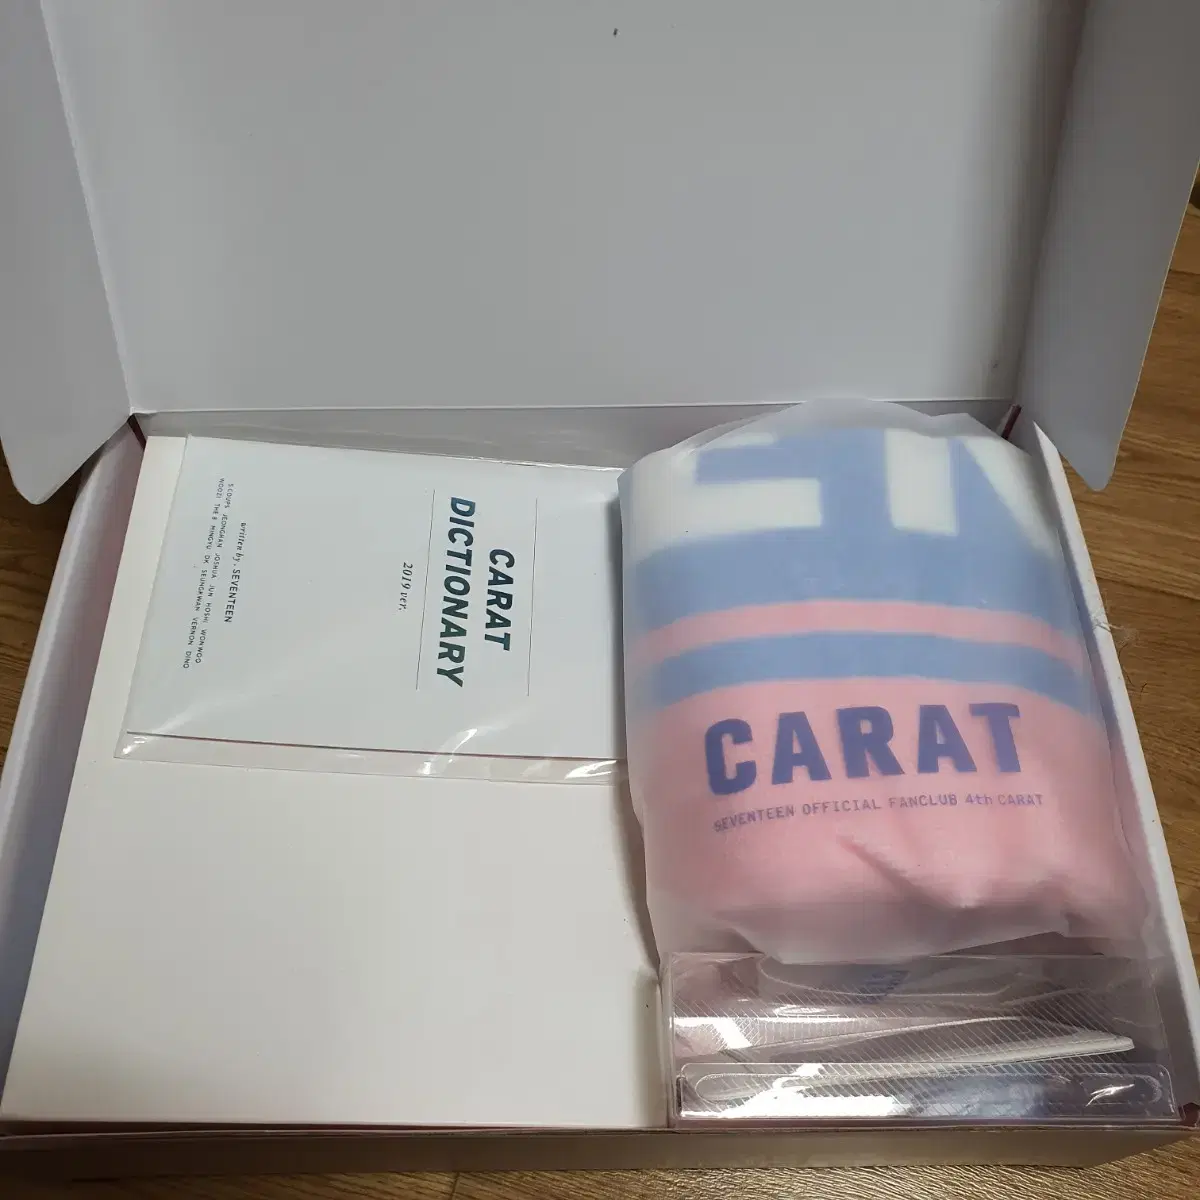 CARAT
DICTIONARY
2019 ver.
written by. SEVENTEEN
S.COUPS JEONGHAN JOSHUA JUN HOSHI WONWOO
WOOZI THE 8 MINGYU DK SEUNGKWAN VERNON DINO
EN
CARAT
SEVENTEEN OFFICIAL FANCLUB 4th CARAT